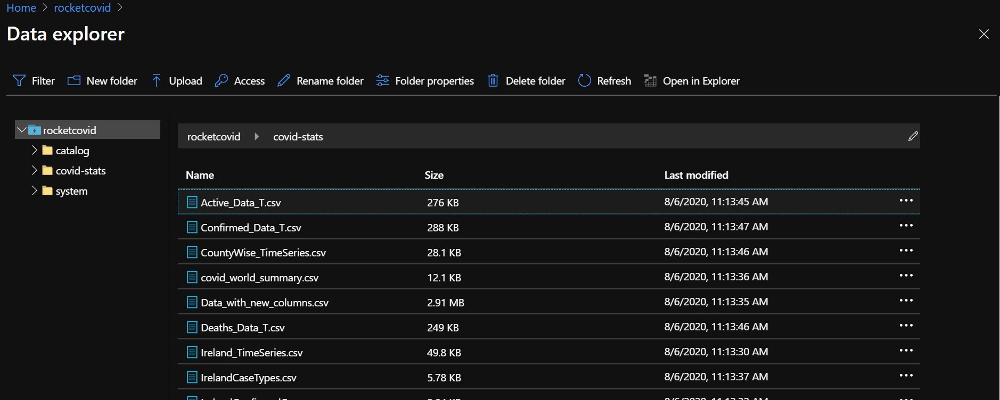 Home > rocketcovid >
Data explorer
Filter New folder Upload Access Rename folder Folder properties Delete folder Refresh Open in Explorer
rocketcovid
catalog
covid-stats
system
rocketcovid covid-stats
Name Size Last modified
Active_Data_T.csv 276 KB 8/6/2020, 11:13:45 AM
Confirmed_Data_T.csv 288 KB 8/6/2020, 11:13:47 AM
CountyWise_TimeSeries.csv 28.1 KB 8/6/2020, 11:13:46 AM
covid_world_summary.csv 12.1 KB 8/6/2020, 11:13:36 AM
Data_with_new_columns.csv 2.91 MB 8/6/2020, 11:13:35 AM
Deaths_Data_T.csv 249 KB 8/6/2020, 11:13:46 AM
Ireland_TimeSeries.csv 49.8 KB 8/6/2020, 11:13:30 AM
IrelandCaseTypes.csv 5.78 KB 8/6/2020, 11:13:37 AM